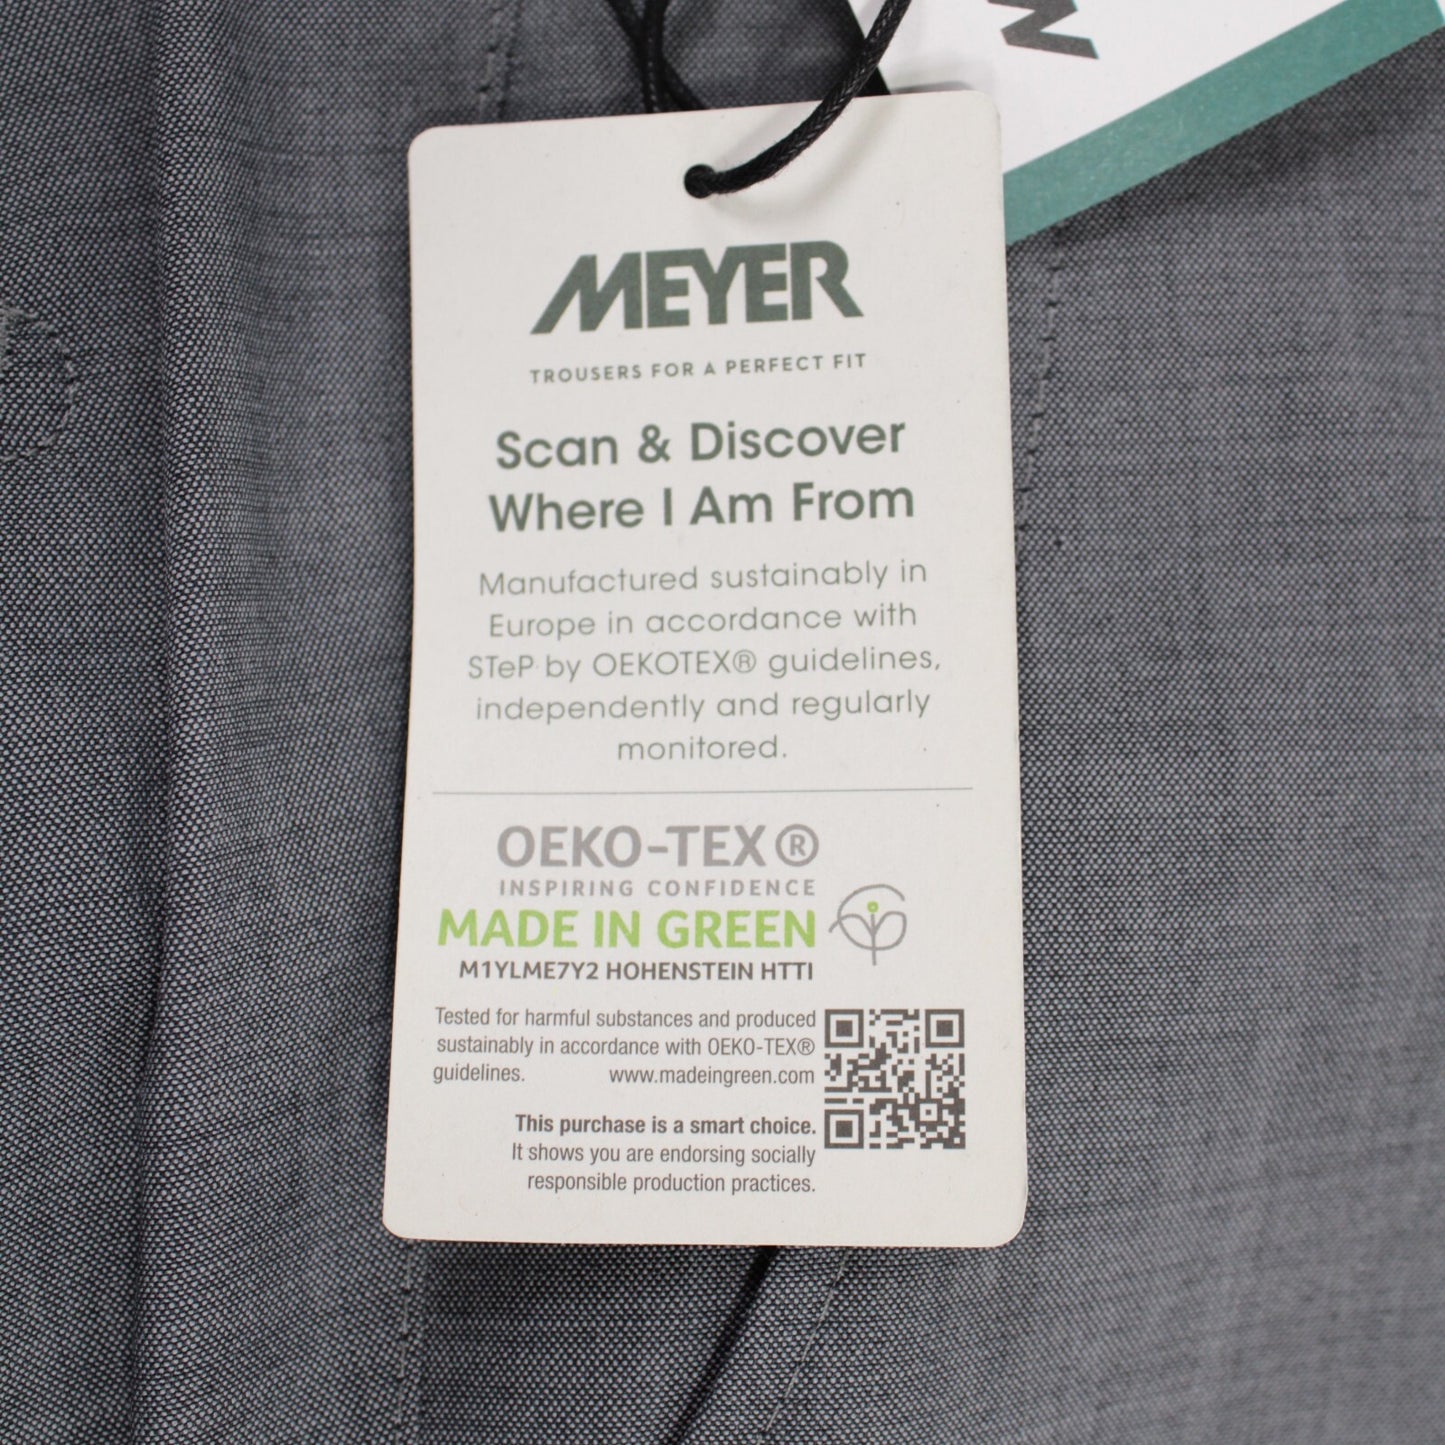 MEYER
TROUSERS FOR A PERFECT FIT
Scan & Discover
Where I Am From
Manufactured sustainably in
Europe in accordance with
STeP by OEKOTEX® guidelines,
independently and regularly
monitored.
OEKO-TEX®
INSPIRING CONFIDENCE
MADE IN GREEN
M1YLME7Y2 HOHENSTEIN HTTI
Tested for harmful substances and produced
sustainably in accordance with OEKO-TEX®
guidelines. www.madeingreen.com
This purchase is a smart choice.
It shows you are endorsing socially
responsible production practices.